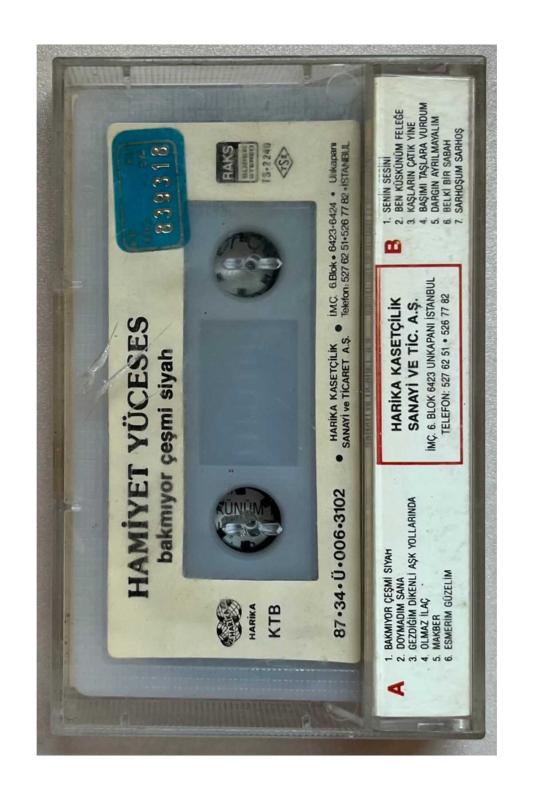 HAMİYET YÜCESES
bakmıyor çeşmi siyah
839318
RAKS
TS•2240
TSE
HARİKA
KTB
87•34•Ü•006•3102
• HARİKA KASETÇİLİK • İMÇ. 6.Blok • 6423-6424 • Unkapanı
SANAYİ ve TİCARET A.Ş. Telefon: 527 62 51•526 77 82 •İSTANBUL
A
1. BAKMIYOR ÇEŞMİ SİYAH
2. DOYMADIM SANA
3. GEZDİĞİM DİKENLİ AŞK YOLLARINDA
4. OLMAZ İLAÇ
5. MAKBER
6. ESMERİM GÜZELİM
HARİKA KASETÇİLİK
SANAYİ VE TİC. A.Ş.
İMÇ. 6. BLOK 6423 UNKAPANI İSTANBUL
TELEFON: 527 62 51 • 526 77 82
B
1. SENİN SESİNİ
2. BEN KÜSKÜNÜM FELEĞE
3. KAŞLARIN ÇATIK YİNE
4. BAŞIMI TAŞLARA VURDUM
5. DARGIN AYRILMAYALIM
6. BELKİ BİR SABAH
7. SARHOŞUM SARHOŞ